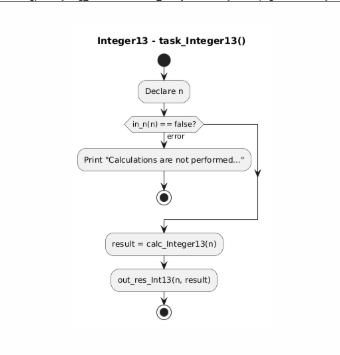 Integer13 - task_Integer13()
Declare n
in_n(n) == false?
error
Print "Calculations are not performed..."
result = calc_Integer13(n)
out_res_Int13(n, result)